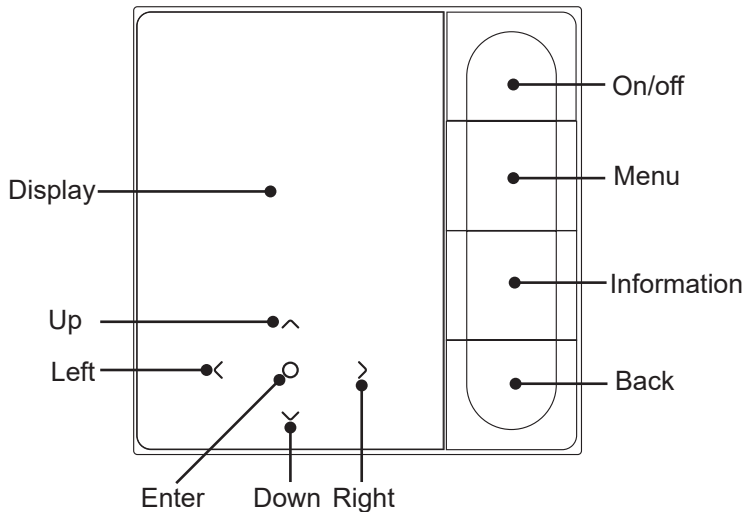 On/off
Menu
Display
Information
Up
Left
Back
Enter
Down
Right